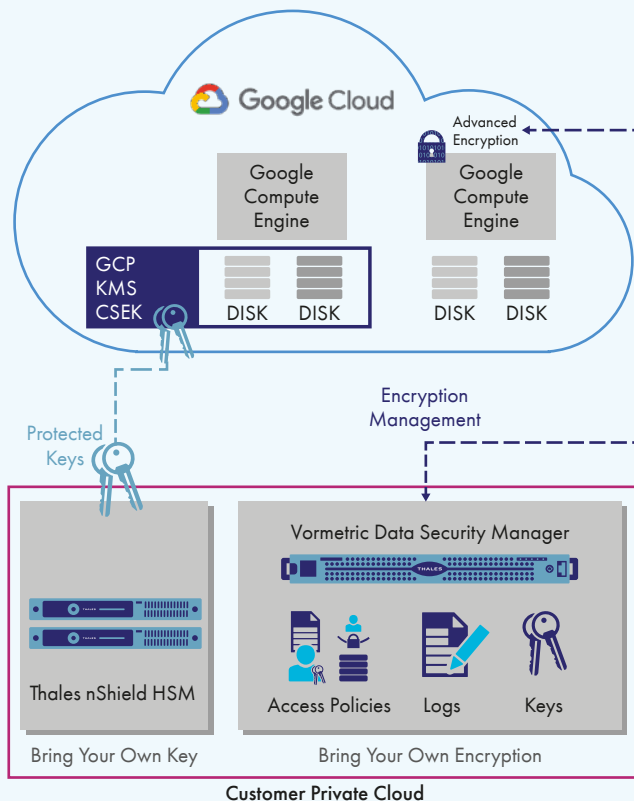 Google Cloud
Advanced
Encryption
Google
Compute
Engine
Google
Compute
Engine
GCP
KMS
CSEK
DISK
DISK
DISK
DISK
Protected
Keys
Encryption
Management
Vormetric Data Security Manager
THALES
THALES
THALES
Thales nShield HSM
Access Policies
Logs
Keys
Bring Your Own Key
Bring Your Own Encryption
Customer Private Cloud